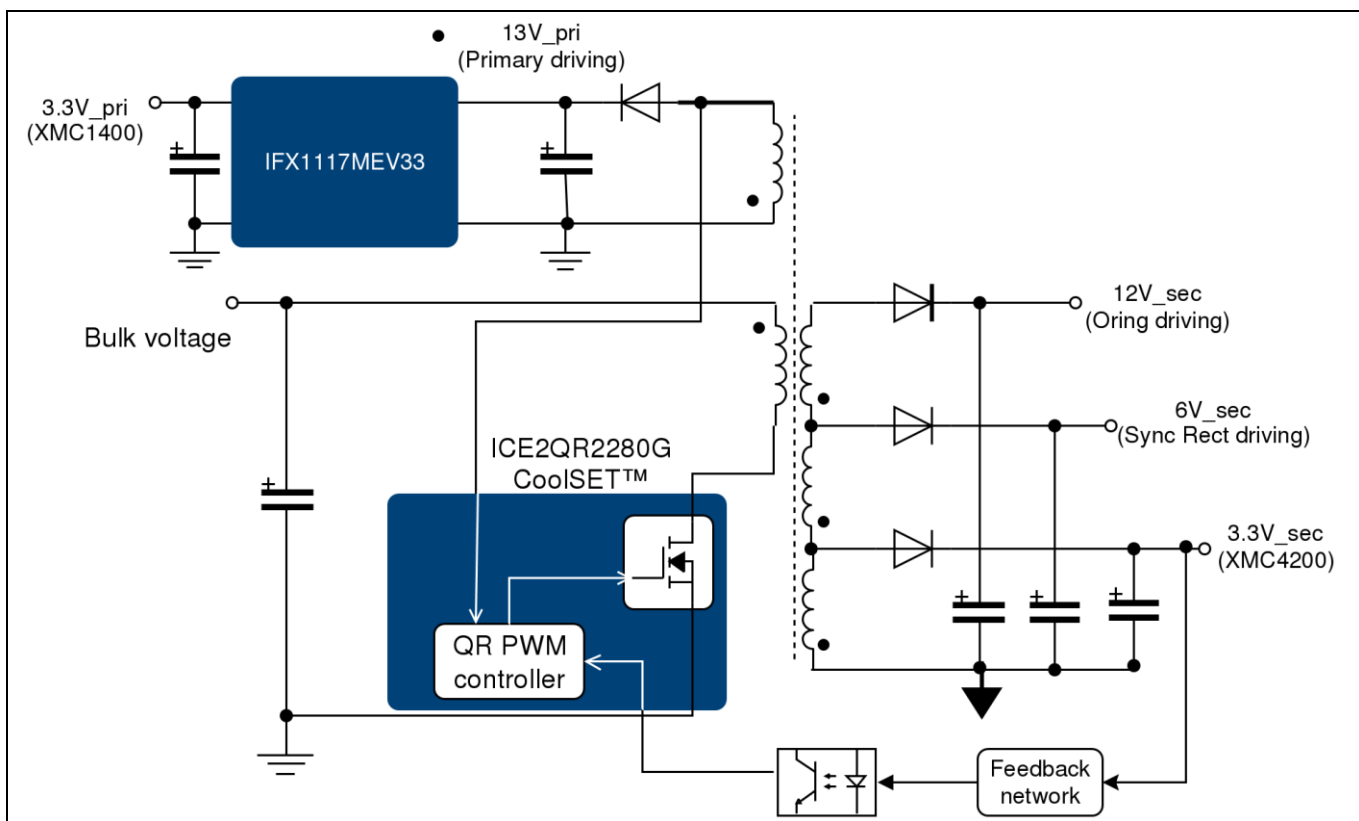 13V_pri
(Primary driving)
3.3V_pri
(XMC1400)
IFX1117MEV33
Bulk voltage
12V_sec
(Oring driving)
6V_sec
(Sync Rect driving)
ICE2QR2280G
CoolSET™
3.3V_sec
(XMC4200)
QR PWM
controller
Feedback
network
+
+
+
+
+
+